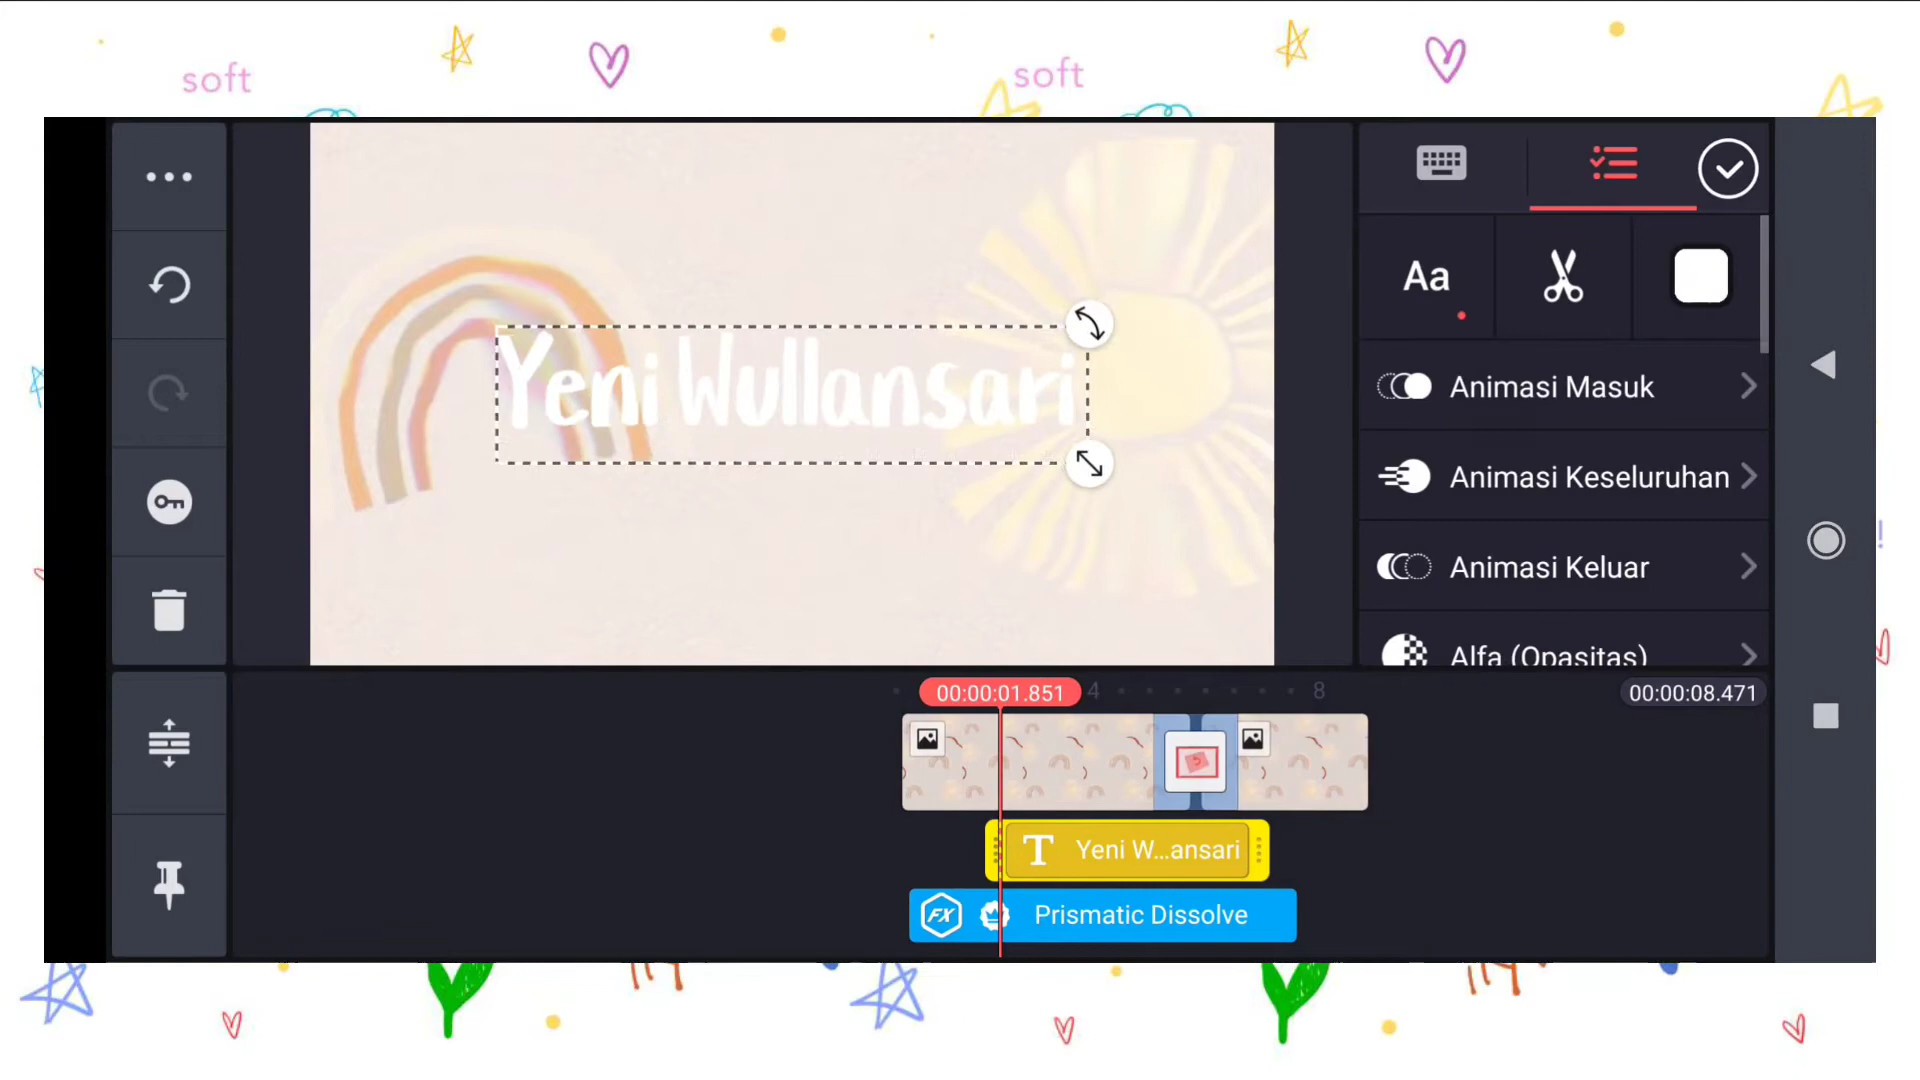 soft
soft
Yeni Wullansari
Aa
Animasi Masuk
Animasi Keseluruhan
Animasi Keluar
Alfa (Opasitas)
00:00:01.851
4
8
00:00:08.471
T
Yeni W...ansari
FX
Prismatic Dissolve
!